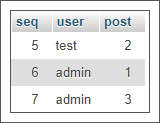 seq user post
5 test 2
6 admin 1
7 admin 3